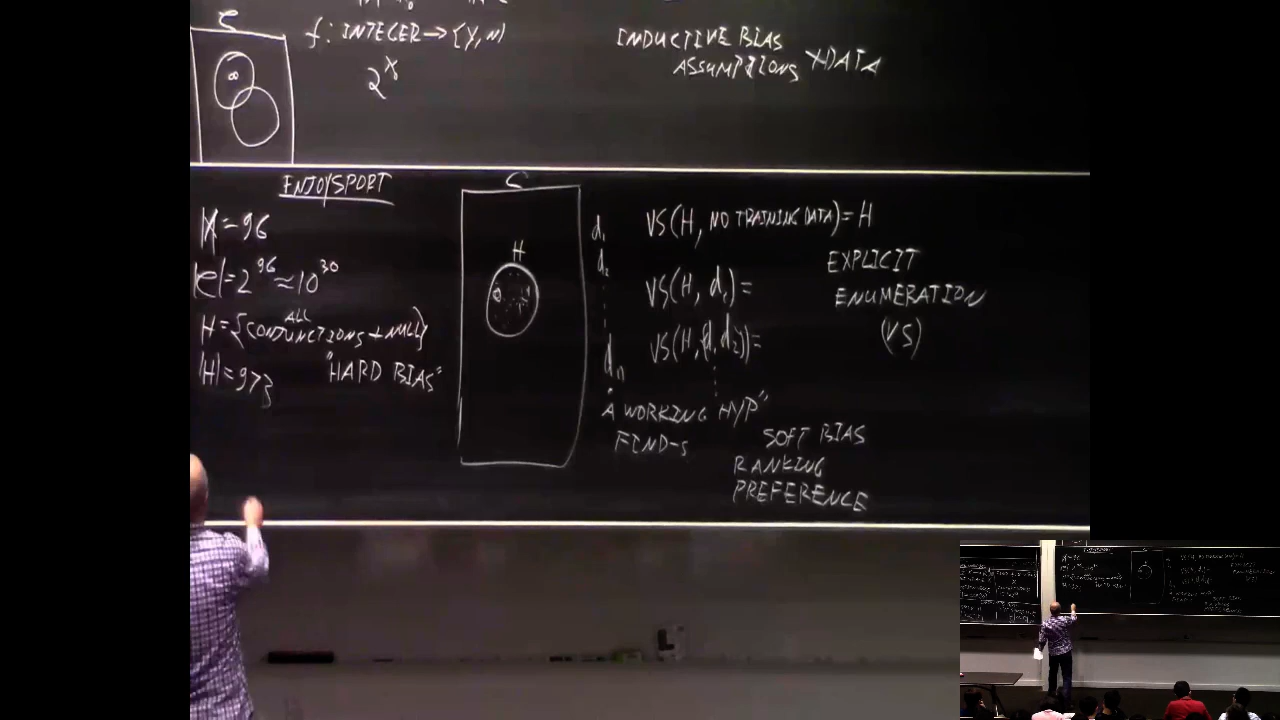 C
f: INTEGER → {Y, N}
2^X
INDUCTIVE BIAS
ASSUMPTIONS X-DATA
ENJOYSPORT
|X| = 96
|C| = 2^96 ≈ 10^30
H = {ALL CONJUNCTIONS + NULL}
|H| = 973
"HARD BIAS"
C
H
d1
d2
dn
VS(H, NO TRAINING DATA) = H
VS(H, d1) =
VS(H, {d1, d2}) =
EXPLICIT
ENUMERATION
(VS)
"A WORKING HYP"
FIND-S
SOFT BIAS
RANKING
PREFERENCE